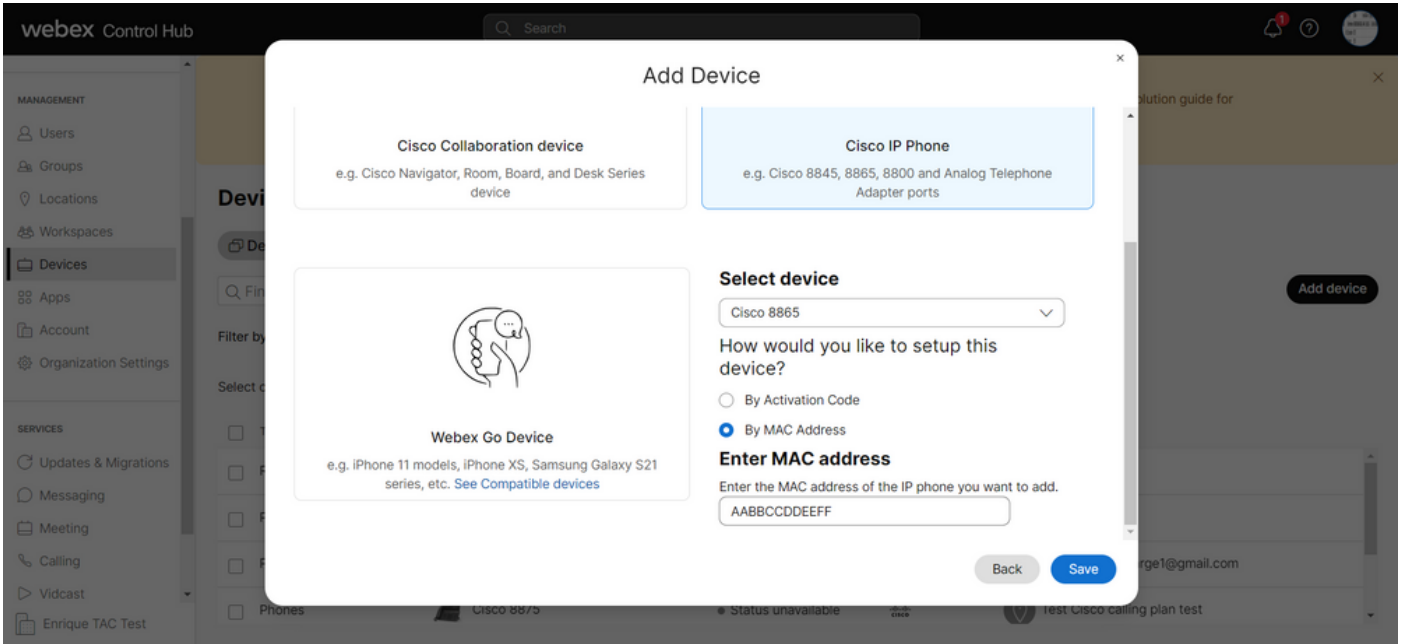 webex Control Hub
Search
1
Add Device
MANAGEMENT
Users
Groups
Locations
Workspaces
Devices
Apps
Account
Organization Settings
SERVICES
Updates & Migrations
Messaging
Meeting
Calling
Vidcast
Enrique TAC Test
Cisco Collaboration device
e.g. Cisco Navigator, Room, Board, and Desk Series
device
Cisco IP Phone
e.g. Cisco 8845, 8865, 8800 and Analog Telephone
Adapter ports
Webex Go Device
e.g. iPhone 11 models, iPhone XS, Samsung Galaxy S21
series, etc. See Compatible devices
Select device
Cisco 8865
How would you like to setup this
device?
By Activation Code
By MAC Address
Enter MAC address
Enter the MAC address of the IP phone you want to add.
AABBCCDDEEFF
Back
Save
guide for
Add device
Filter by
Select
Phones
Cisco 8875
Status unavailable
Test Cisco calling plan test
rge1@gmail.com